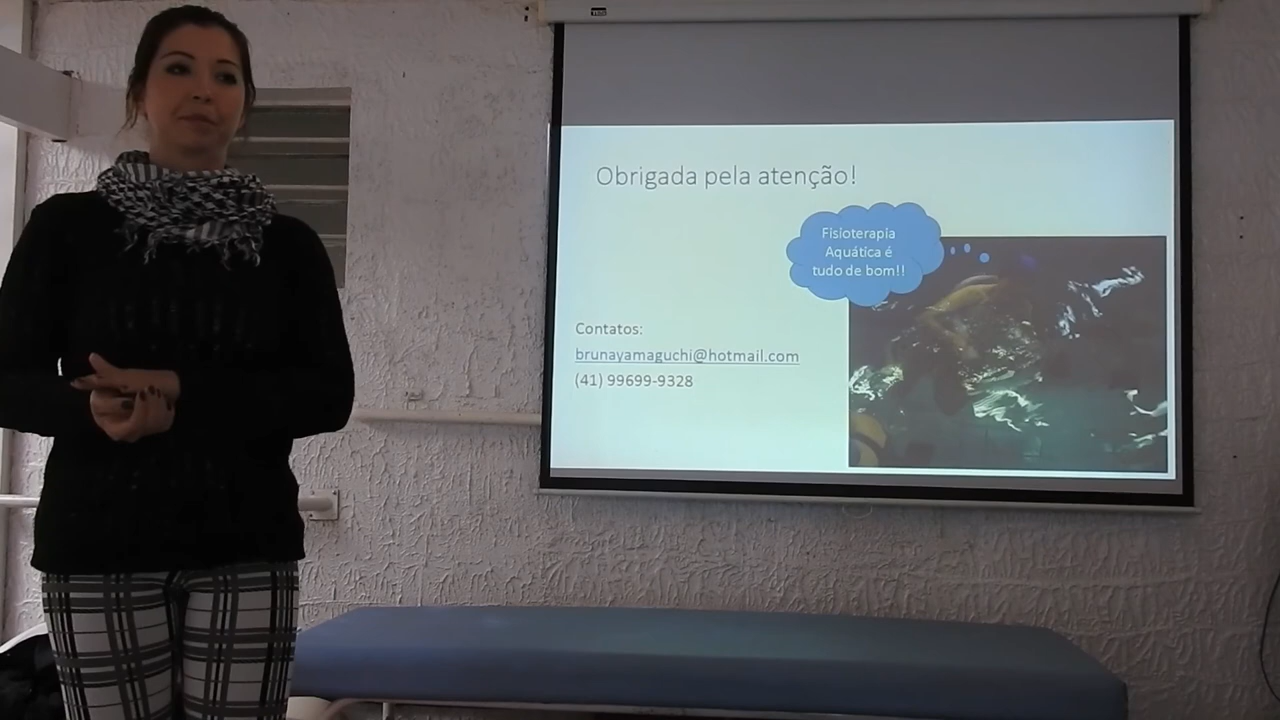 Obrigada pela atenção!
Fisioterapia
Aquática é
tudo de bom!!
Contatos:
brunayamaguchi@hotmail.com
(41) 99699-9328